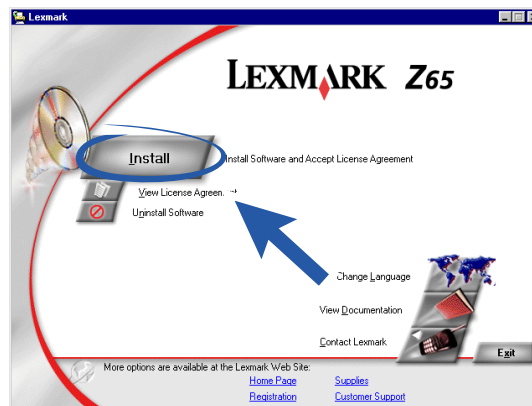 Lexmark
LEXMARK Z65
Install
Install Software and Accept License Agreement
View License
Uninstall Software
Change Language
View Documentation
Contact Lexmark
Exit
More options are available at the Lexmark Web Site:
Home Page
Supplies
Registration
Customer Support